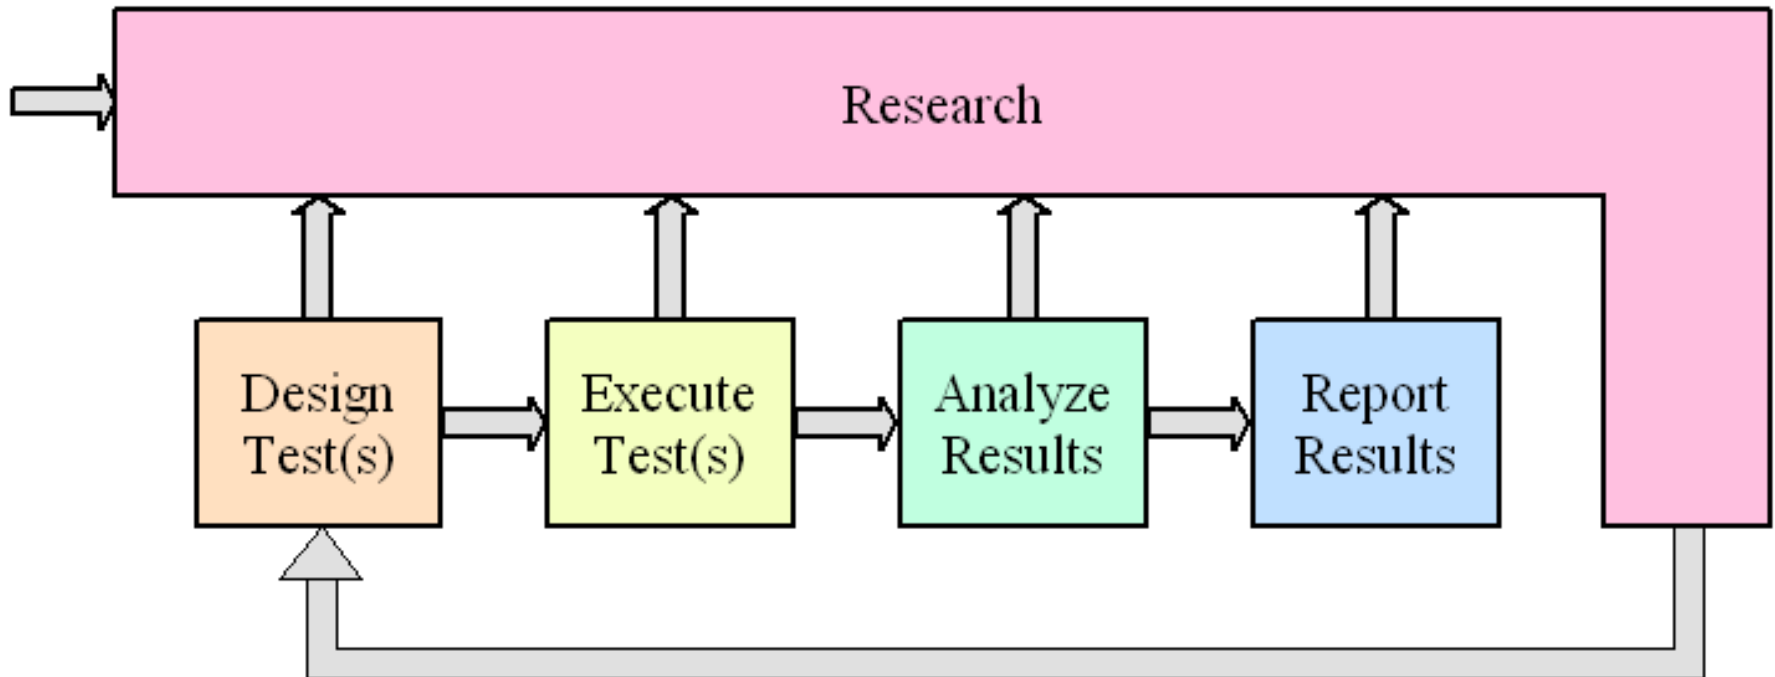 Research
Design
Test(s)
Execute
Test(s)
Analyze
Results
Report
Results